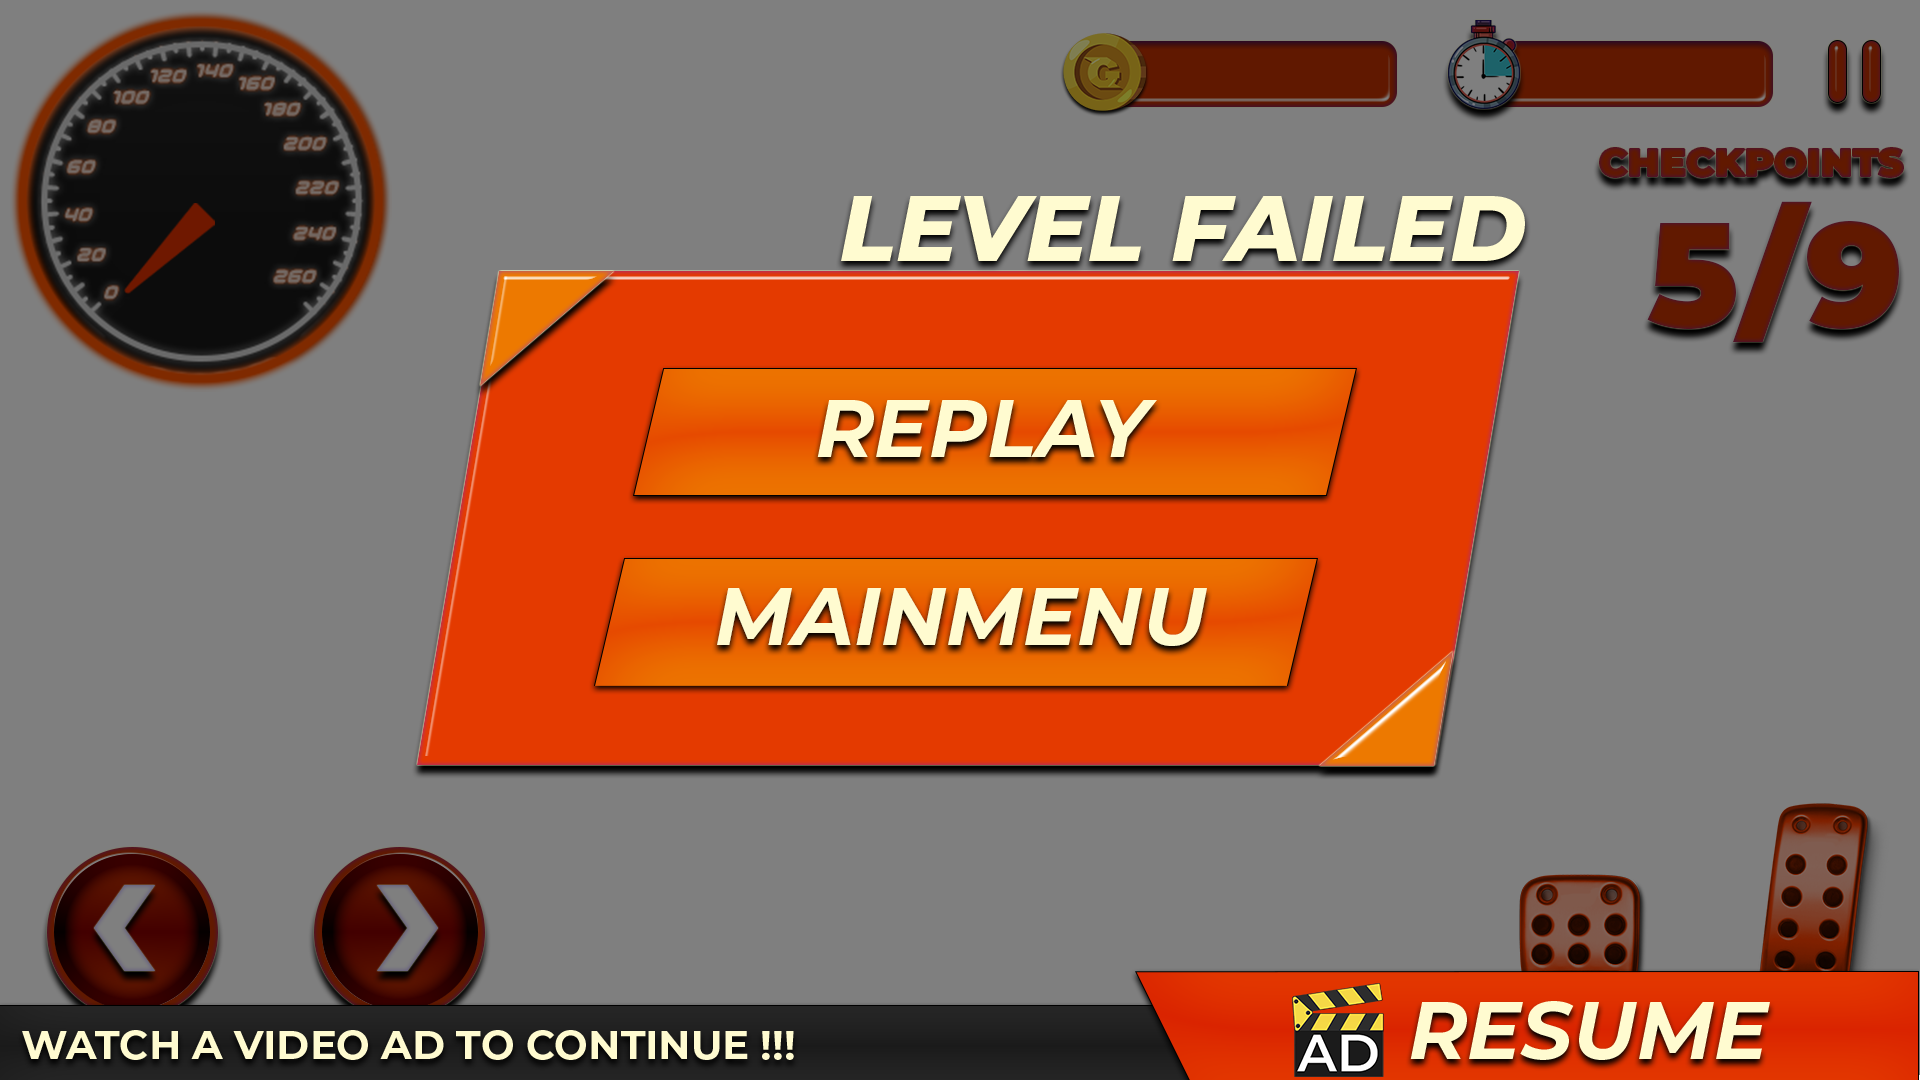 0
20
40
60
80
100
120
140
160
180
200
220
240
260
G
CHECKPOINTS
5/9
LEVEL FAILED
REPLAY
MAINMENU
WATCH A VIDEO AD TO CONTINUE !!!
AD
RESUME